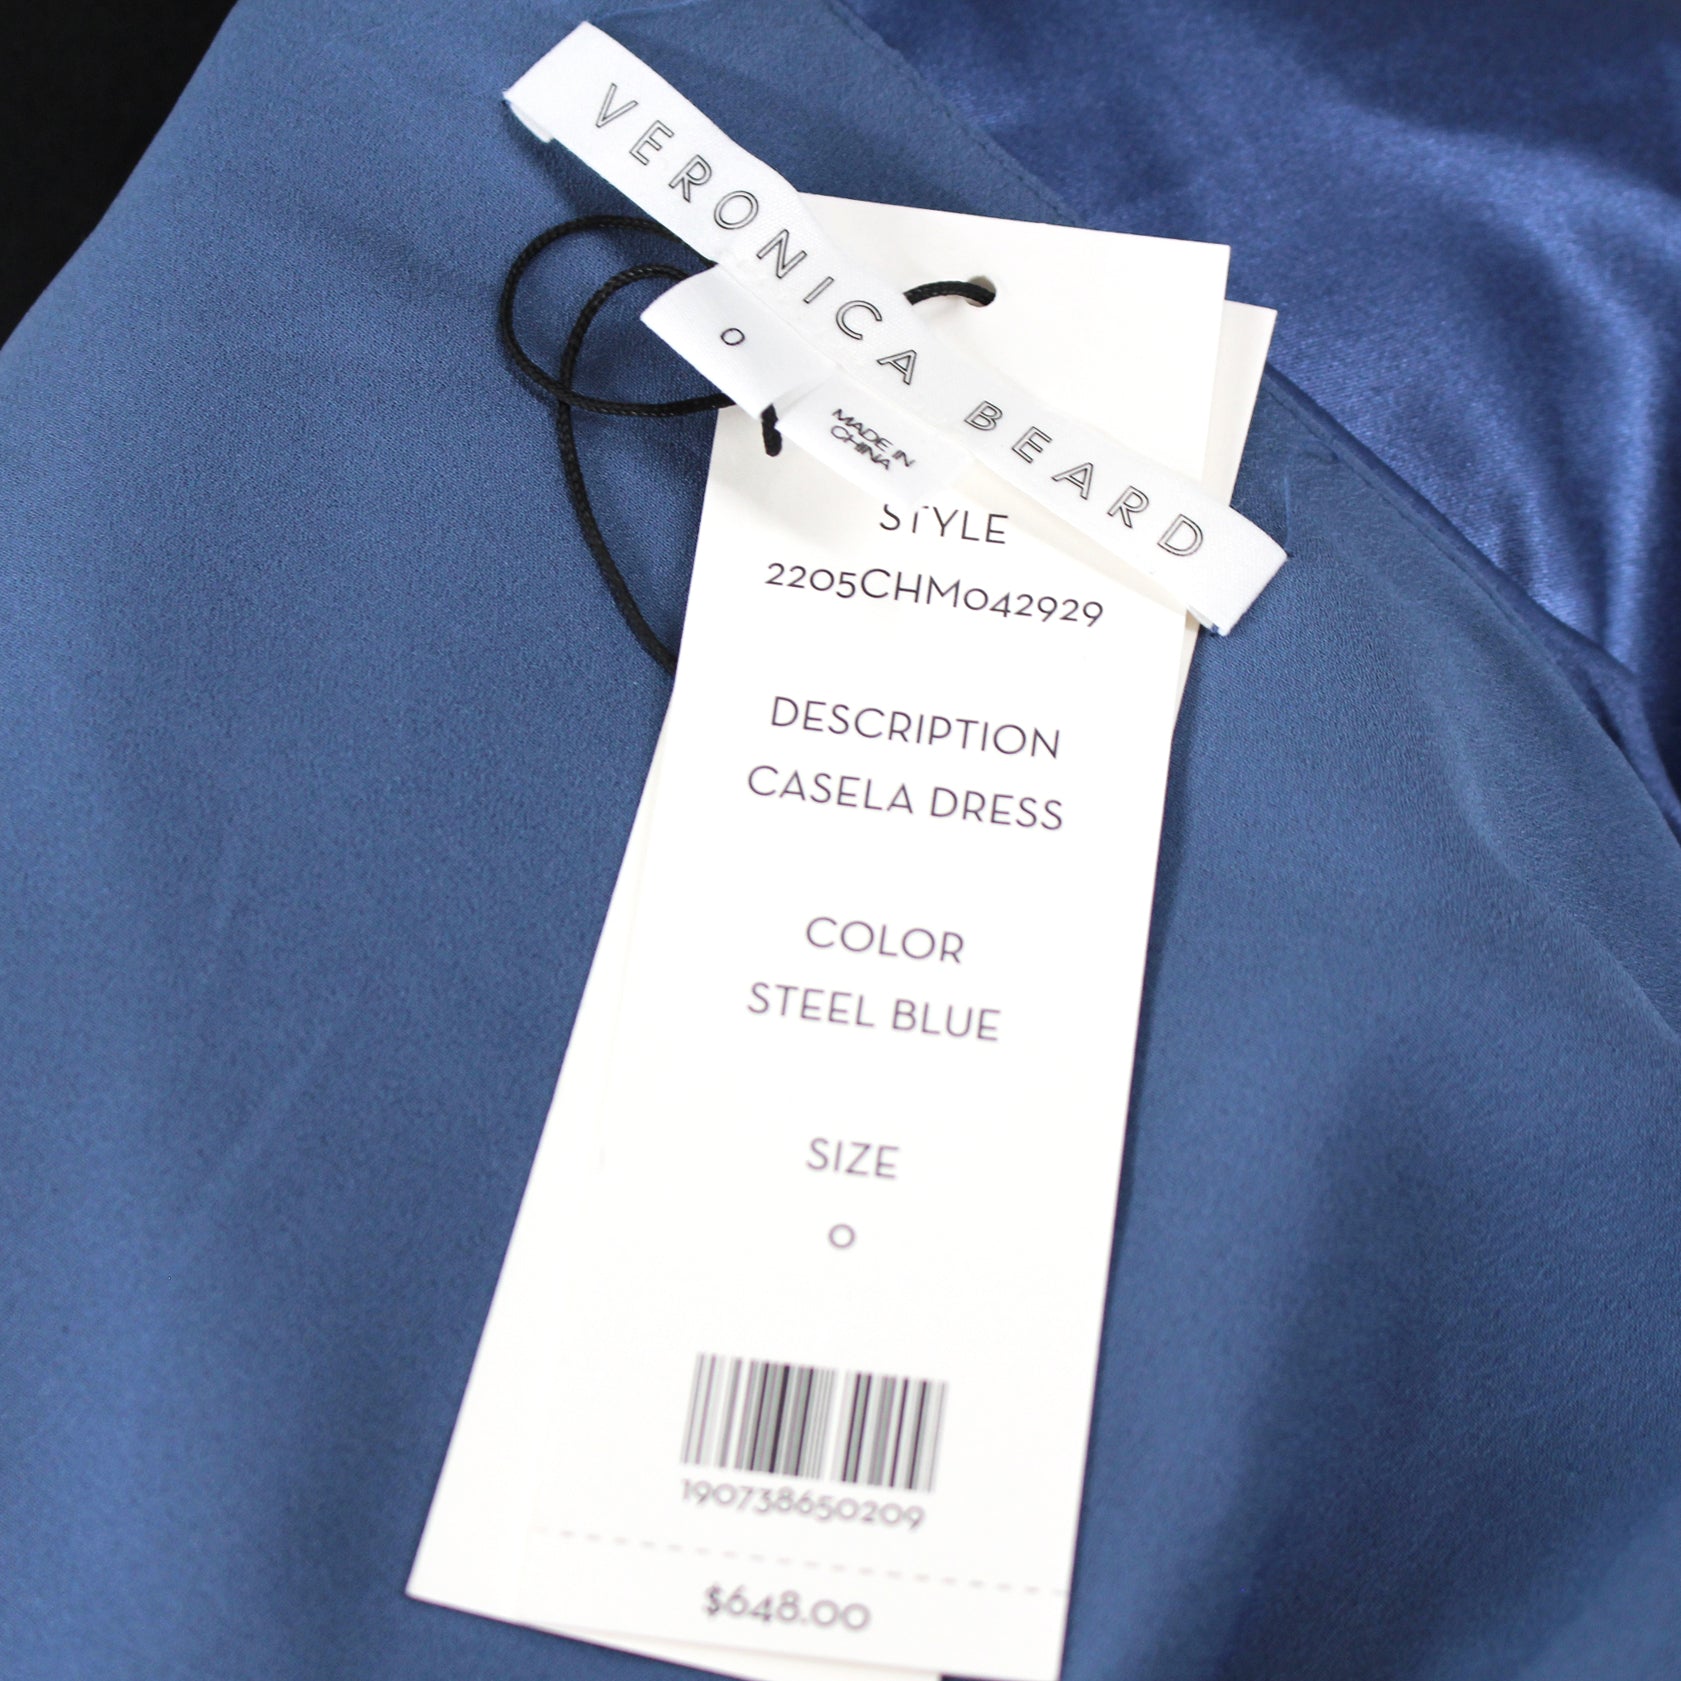 VERONICA BEARD
0
MADE IN
CHINA
STYLE
2205CHM042929
DESCRIPTION
CASELA DRESS
COLOR
STEEL BLUE
SIZE
0
190738650209
$648.00